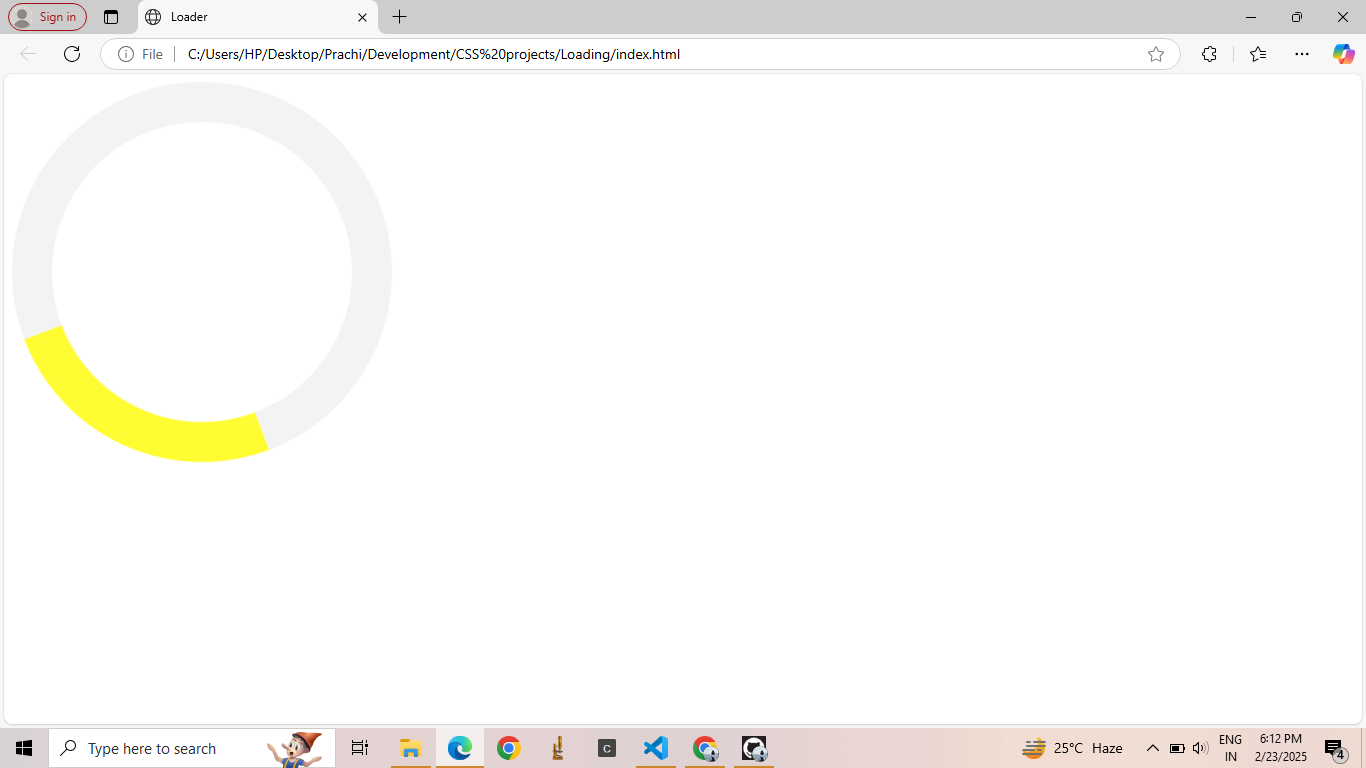 Sign in
Loader
File
C:/Users/HP/Desktop/Prachi/Development/CSS%20projects/Loading/index.html
Type here to search
C
25°C Haze
ENG
IN
6:12 PM
2/23/2025
4